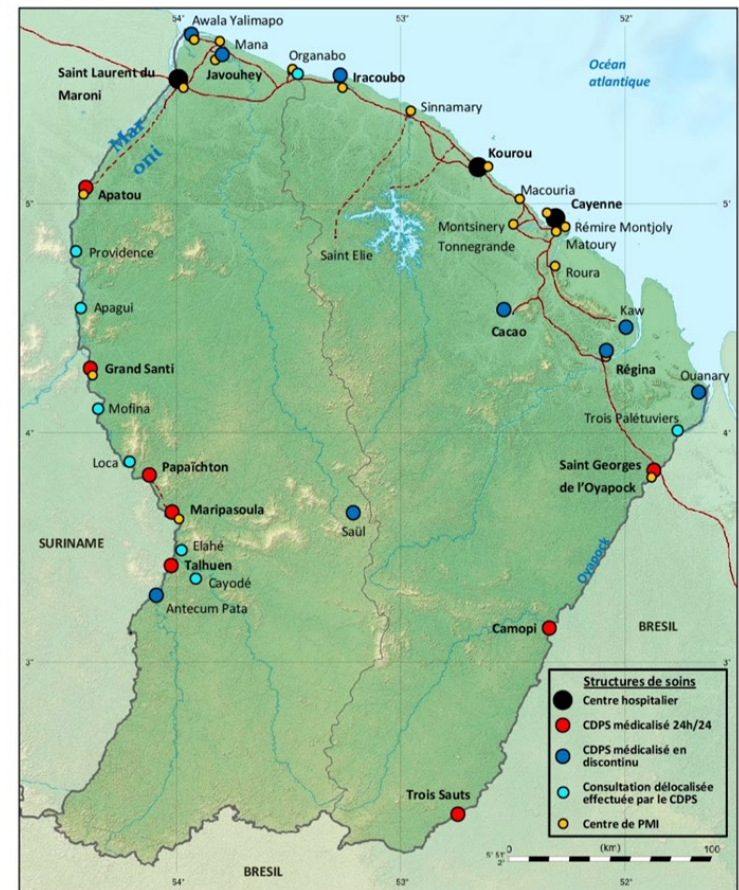 54'
53'
52'
Awala Yalimapo
Mana
Organabo
Océan
atlantique
Saint Laurent du
Maroni
Javouhey
Iracoubo
Sinnamary
Mar
oni
Kourou
5'
Apatou
Macouria
Cayenne
Montsinery
Tonnegrande
Rémire Montjoly
Matoury
Providence
Saint Elie
Roura
Apagui
Kaw
Cacao
Grand Santi
Régina
Ouanary
Mofina
Trois Palétuviers
4'
Loca
Papaïchton
Saint Georges
de l'Oyapock
Maripasoula
Saül
SURINAME
Elahé
Talhuen
Cayodé
Oyapock
Antecum Pata
Camopi
BRESIL
3'
Structures de soins
Centre hospitalier
CDPS médicalisé 24h/24
CDPS médicalisé en
discontinu
Consultation délocalisée
effectuée par le CDPS
Centre de PMI
Trois Sauts
0
(km)
100
BRESIL
54'
53'
52'